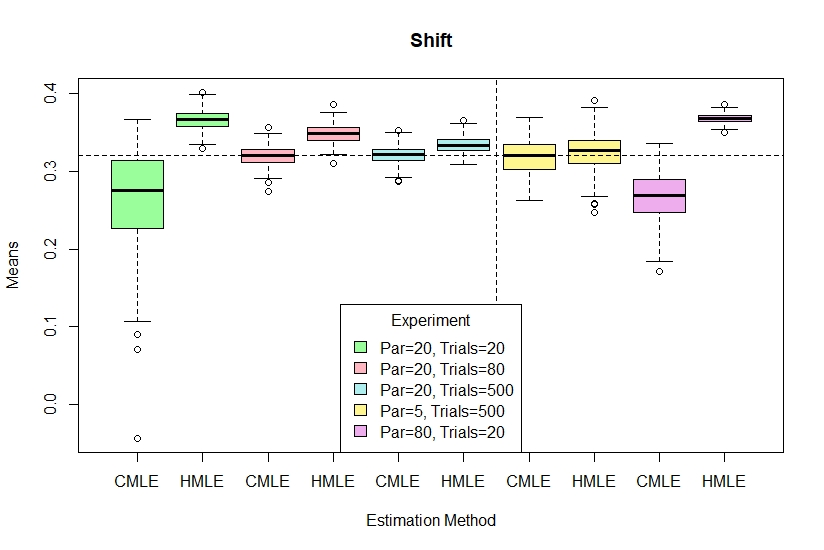 Shift
Means
0.4
0.3
0.2
0.1
0.0
Experiment
Par=20, Trials=20
Par=20, Trials=80
Par=20, Trials=500
Par=5, Trials=500
Par=80, Trials=20
CMLE HMLE CMLE HMLE CMLE HMLE CMLE HMLE CMLE HMLE
Estimation Method